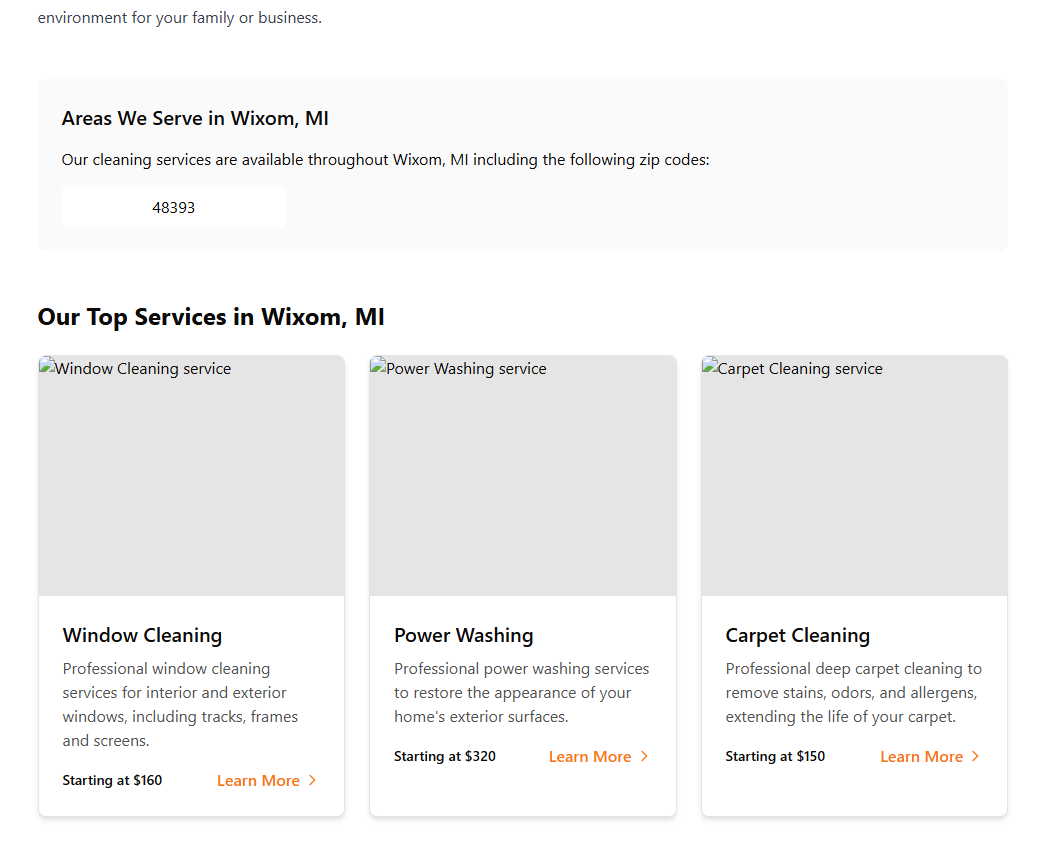 environment for your family or business.
Areas We Serve in Wixom, MI
Our cleaning services are available throughout Wixom, MI including the following zip codes:
48393
Our Top Services in Wixom, MI
Window Cleaning service
Power Washing service
Carpet Cleaning service
Window Cleaning
Professional window cleaning
services for interior and exterior
windows, including tracks, frames
and screens.
Starting at $160
Learn More
Power Washing
Professional power washing services
to restore the appearance of your
home's exterior surfaces.
Starting at $320
Learn More
Carpet Cleaning
Professional deep carpet cleaning to
remove stains, odors, and allergens,
extending the life of your carpet.
Starting at $150
Learn More